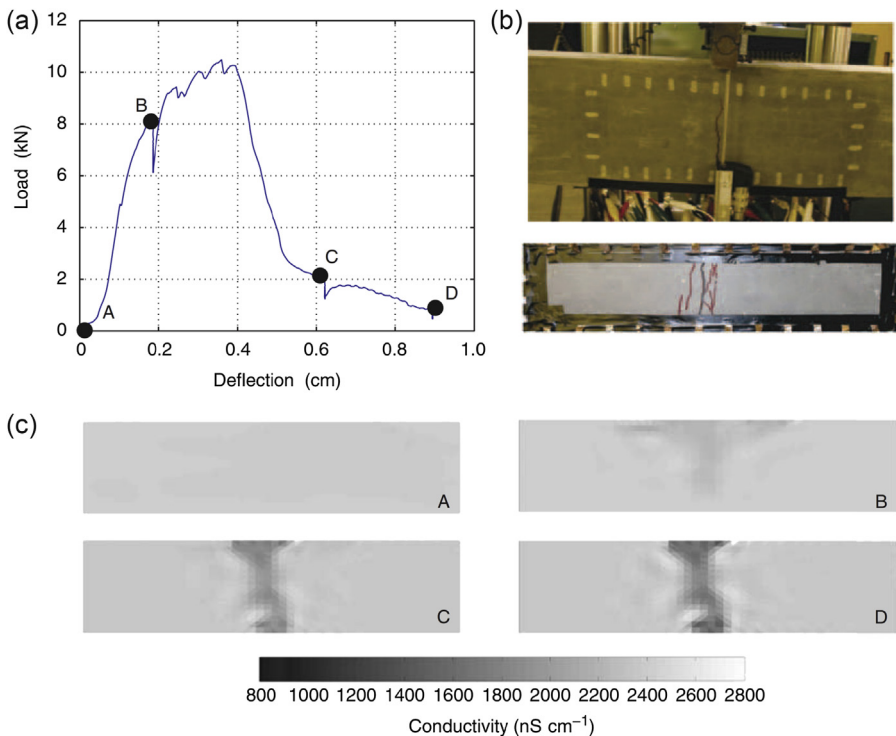 (a)
(b)
Load (kN)
12
10
8
6
4
2
0
0
0.2
0.4
0.6
0.8
1.0
A
B
C
D
Deflection (cm)
(c)
A
B
C
D
800 1000 1200 1400 1600 1800 2000 2200 2400 2600 2800
Conductivity (nS cm⁻¹)